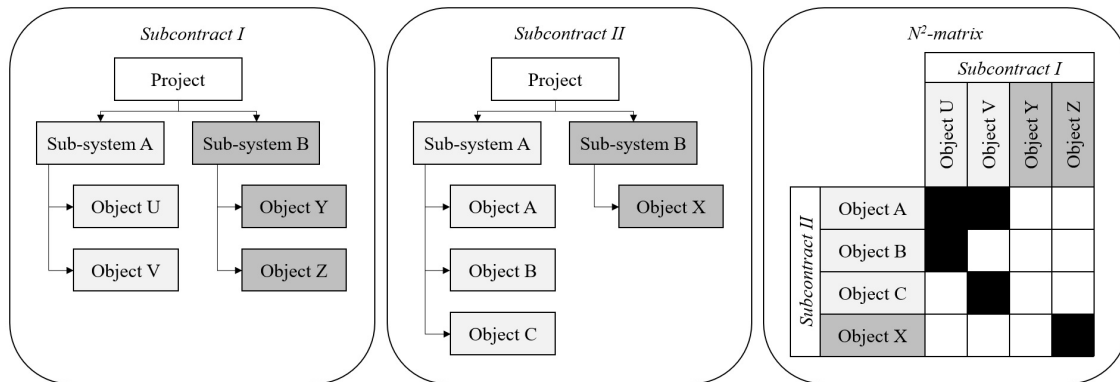 Subcontract I
Project
Sub-system A
Sub-system B
Object U
Object Y
Object V
Object Z
Subcontract II
Project
Sub-system A
Sub-system B
Object A
Object X
Object B
Object C
N²-matrix
Subcontract I
Object U
Object V
Object Y
Object Z
Subcontract II
Object A
Object B
Object C
Object X